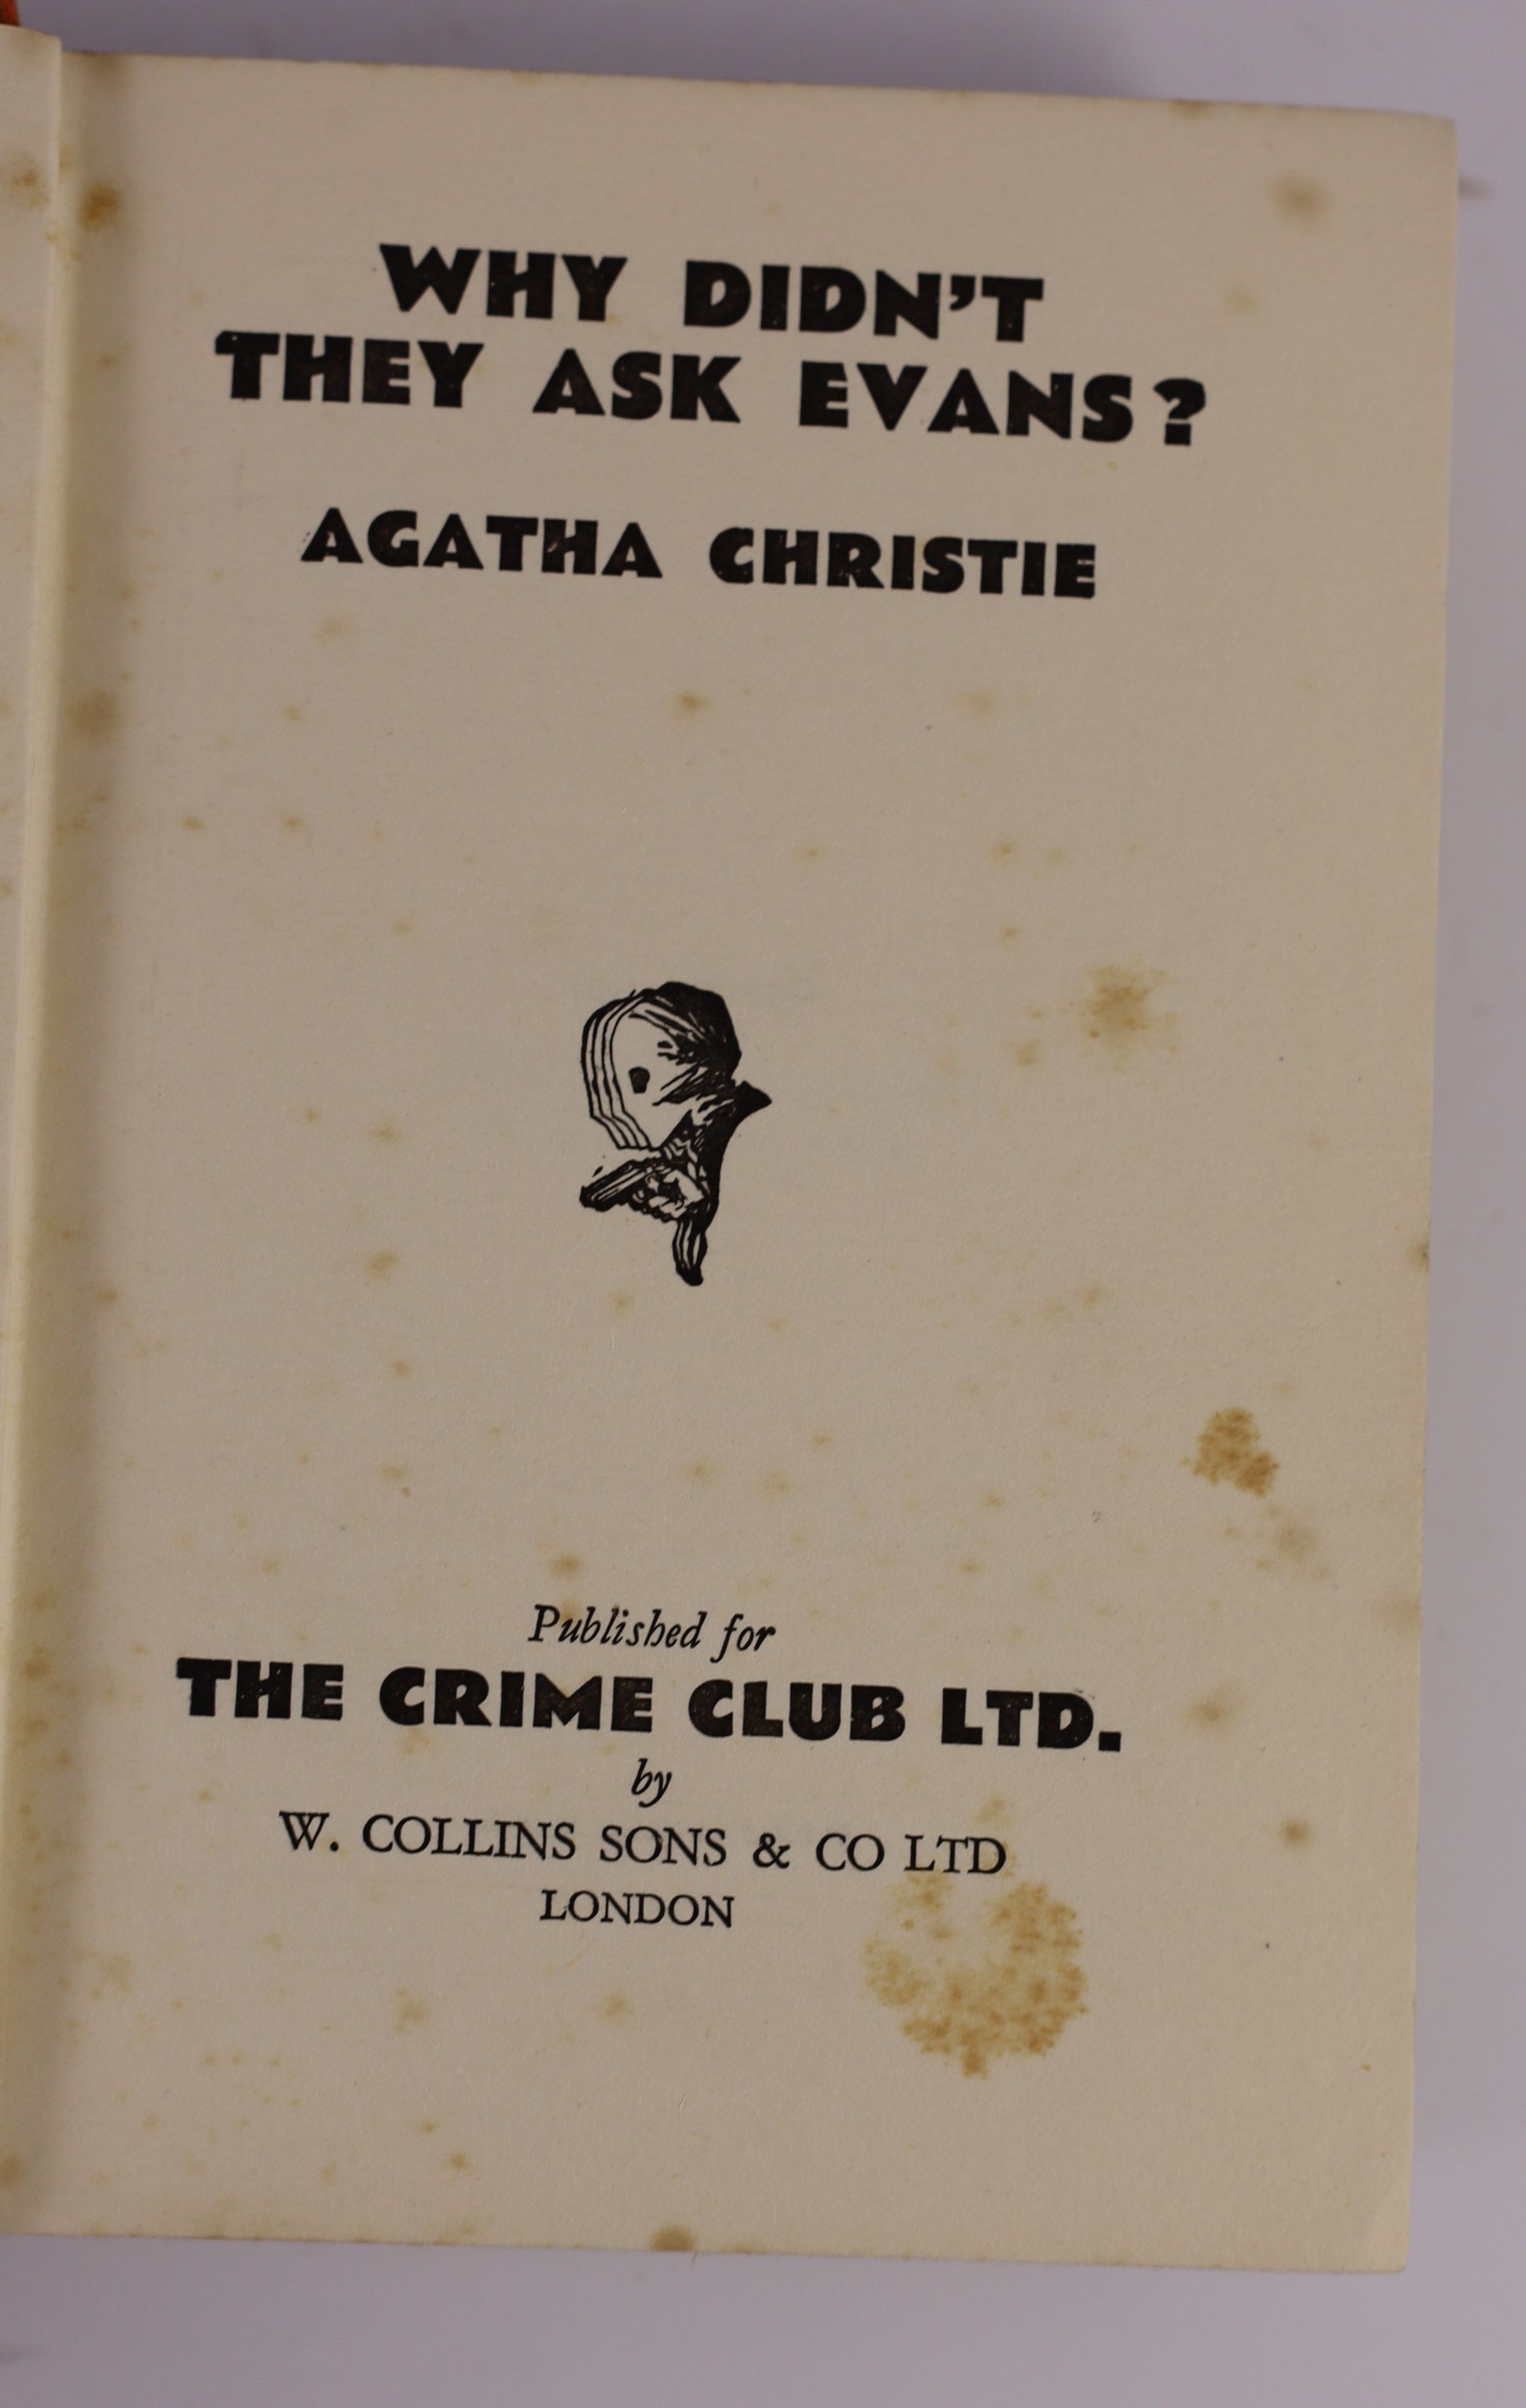 WHY DIDN'T
THEY ASK EVANS?
AGATHA CHRISTIE
Published for
THE CRIME CLUB LTD.
by
W. COLLINS SONS & CO LTD
LONDON